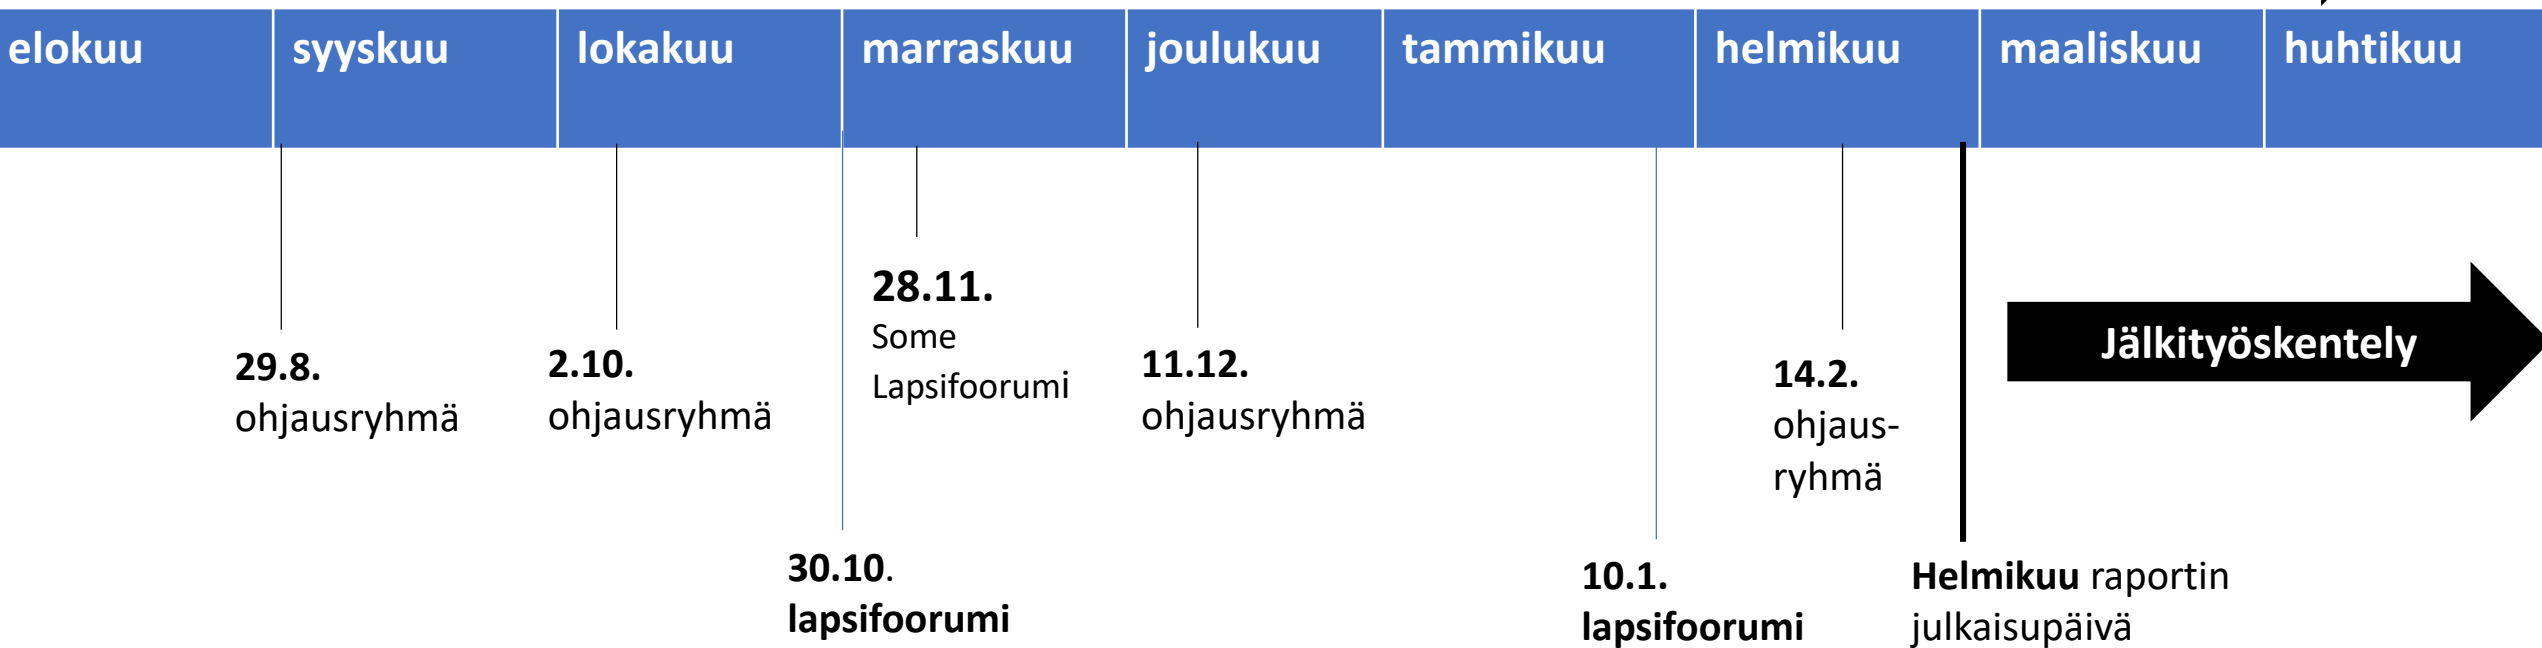 elokuu
syyskuu
lokakuu
marraskuu
joulukuu
tammikuu
helmikuu
maaliskuu
huhtikuu
29.8.
ohjausryhmä
2.10.
ohjausryhmä
30.10.
lapsifoorumi
28.11.
Some
Lapsifoorumi
11.12.
ohjausryhmä
10.1.
lapsifoorumi
14.2.
ohjaus-
ryhmä
Helmikuu raportin
julkaisupäivä
Jälkityöskentely